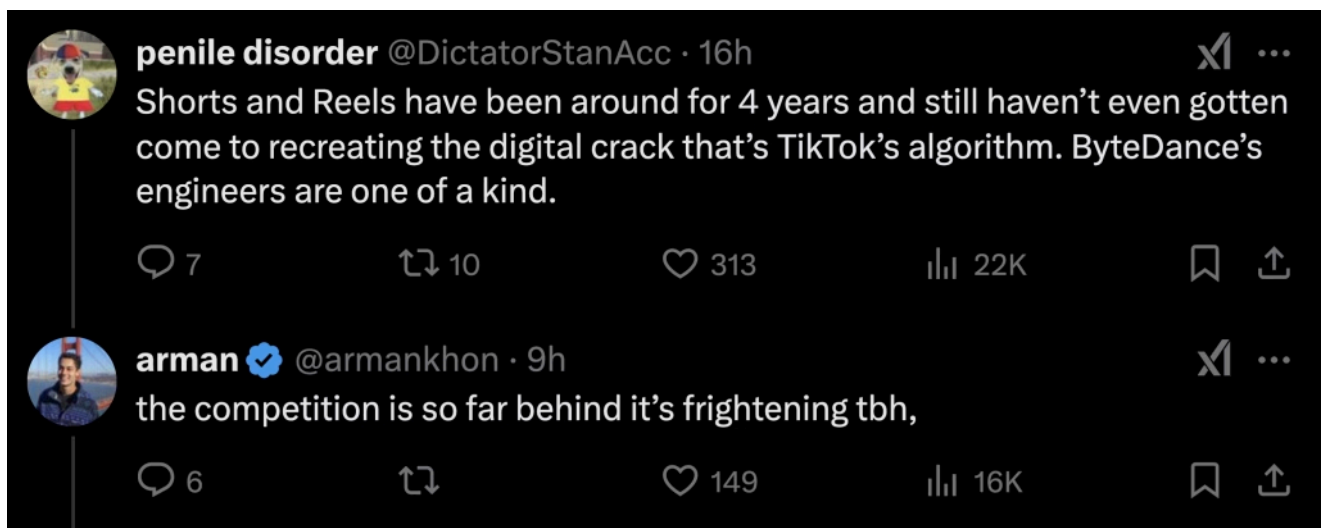 penile disorder @DictatorStanAcc · 16h
Shorts and Reels have been around for 4 years and still haven’t even gotten
come to recreating the digital crack that’s TikTok’s algorithm. ByteDance’s
engineers are one of a kind.
7 10 313 22K
arman @armankhon · 9h
the competition is so far behind it’s frightening tbh,
6 149 16K